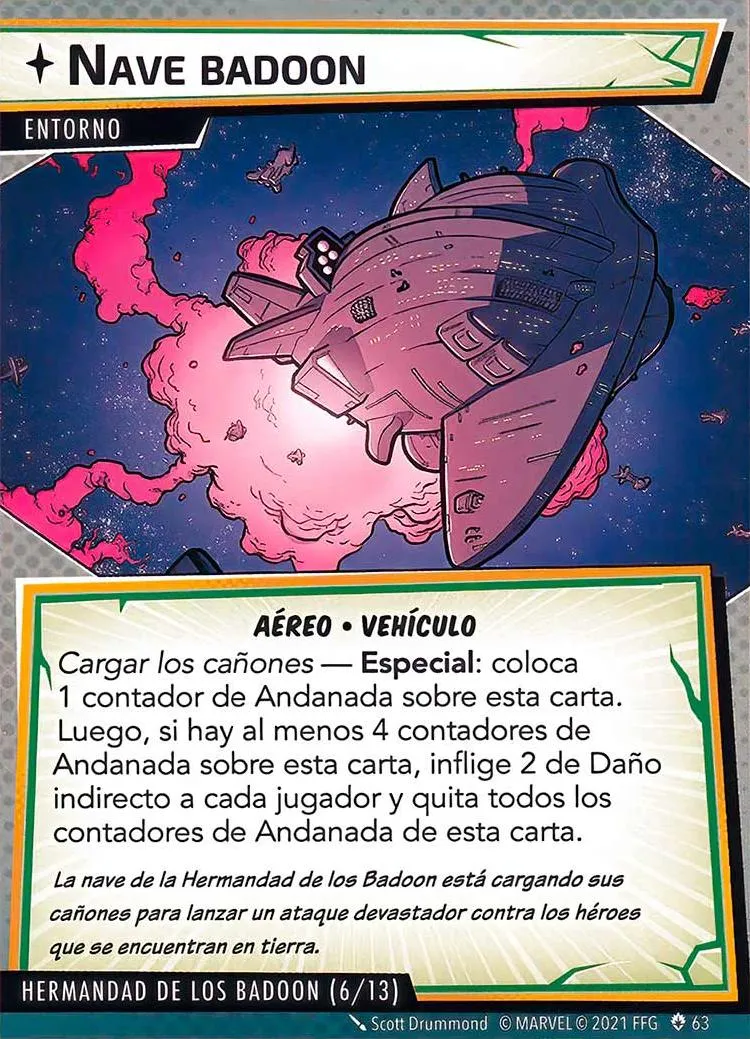 NAVE BADOON
ENTORNO
AÉREO • VEHÍCULO
Cargar los cañones — Especial: coloca
1 contador de Andanada sobre esta carta.
Luego, si hay al menos 4 contadores de
Andanada sobre esta carta, inflige 2 de Daño
indirecto a cada jugador y quita todos los
contadores de Andanada de esta carta.
La nave de la Hermandad de los Badoon está cargando sus
cañones para lanzar un ataque devastador contra los héroes
que se encuentran en tierra.
HERMANDAD DE LOS BADOON (6/13)
Scott Drummond © MARVEL © 2021 FFG 63